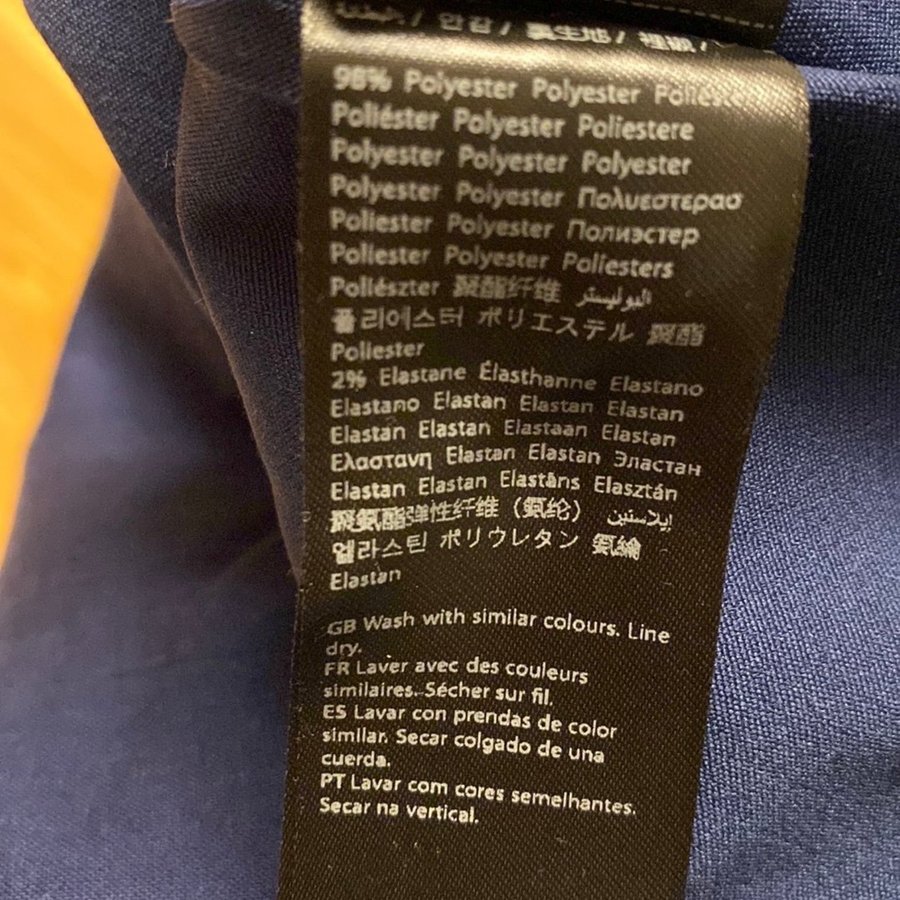 / 안감 / 裏生地 /
98% Polyester Polyester Poliéster
Poliéster Polyester Poliestere
Polyester Polyester Polyester
Polyester Polyester Πολυεστερασ
Poliester Polyester Полиэстер
Poliester Polyester Poliesters
Poliészter 聚酯纤维 البوليستر
폴리에스터 ポリエステル 聚酯
Poliester
2% Elastane Élasthanne Elastano
Elastano Elastan Elastan Elastan
Elastan Elastan Elastaan Elastan
Ελαστανη Elastan Elastan Эластан
Elastan Elastan Elastāns Elasztán
聚氨酯弹性纤维（氨纶） إيلاستين
엘라스틴 ポリウレタン 氨綸
Elastan
GB Wash with similar colours. Line
dry.
FR Laver avec des couleurs
similaires. Sécher sur fil.
ES Lavar con prendas de color
similar. Secar colgado de una
cuerda.
PT Lavar com cores semelhantes.
Secar na vertical.